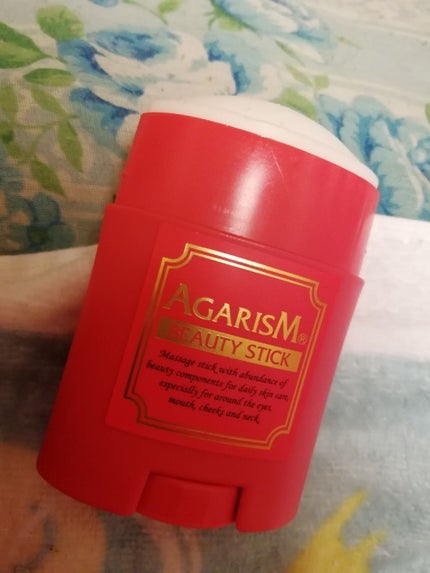 AGARISM®
BEAUTY STICK
Massage stick with abundance of
beauty components for daily skin care,
especially for around the eyes,
mouth, cheeks and neck